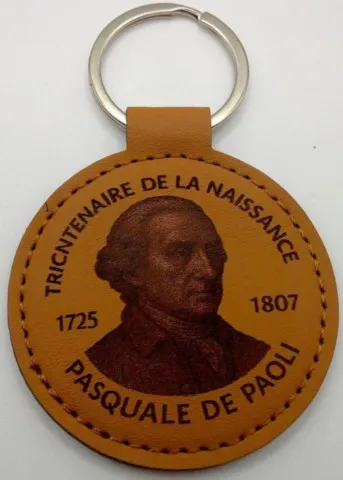 TRICNTENAIRE DE LA NAISSANCE
1725
1807
PASQUALE DE PAOLI